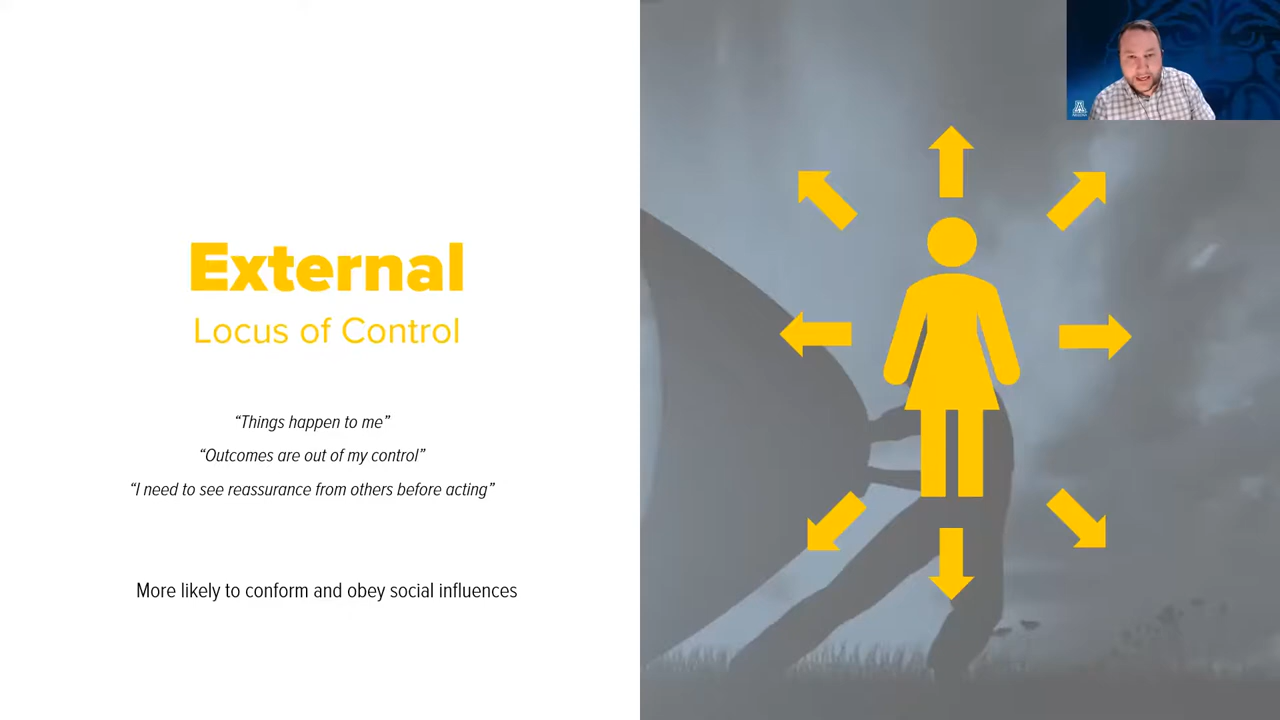 External
Locus of Control
“Things happen to me”
“Outcomes are out of my control”
“I need to see reassurance from others before acting”
More likely to conform and obey social influences